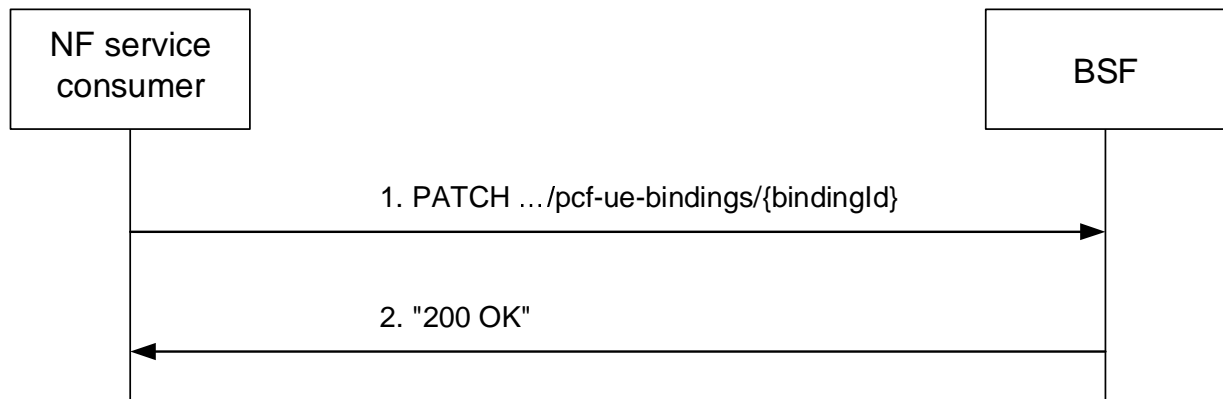 NF service
consumer
BSF
1. PATCH …/pcf-ue-bindings/{bindingId}
2. "200 OK"